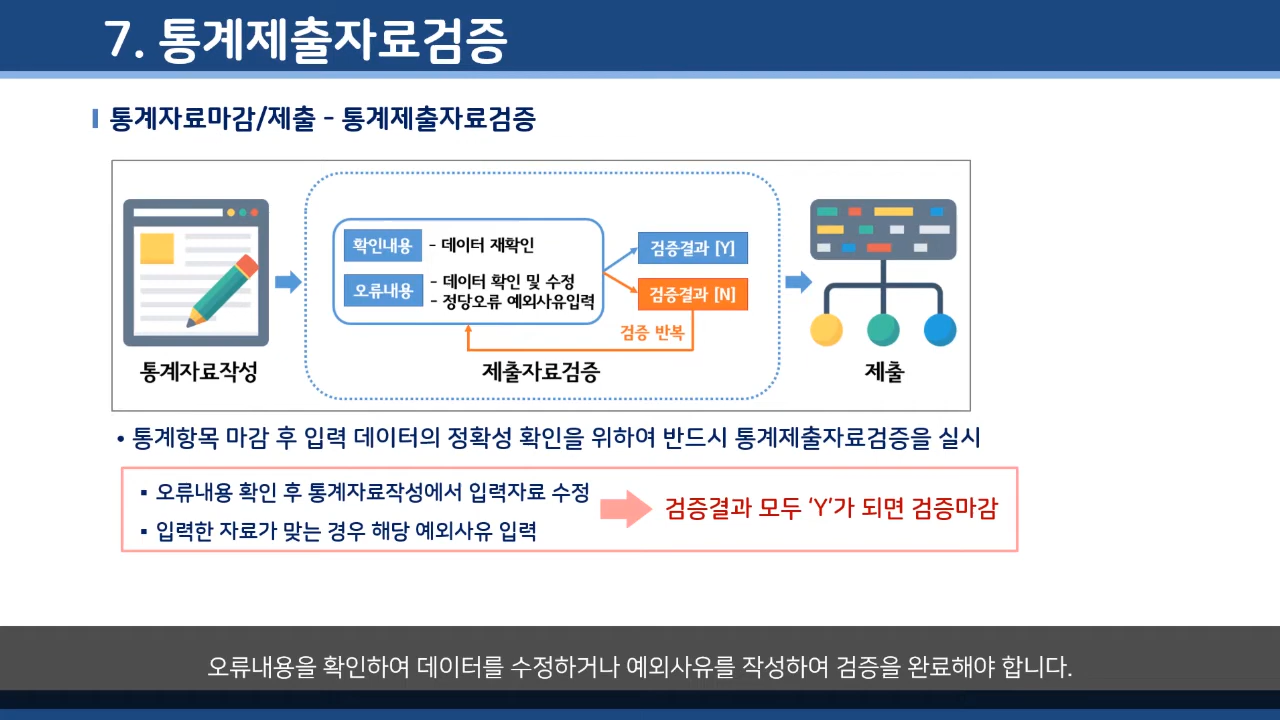 7. 통계제출자료검증
통계자료마감/제출 - 통계제출자료검증
통계자료작성
확인내용
- 데이터 재확인
오류내용
- 데이터 확인 및 수정
- 정당오류 예외사유입력
검증결과 [Y]
검증결과 [N]
검증 반복
제출자료검증
제출
• 통계항목 마감 후 입력 데이터의 정확성 확인을 위하여 반드시 통계제출자료검증을 실시
▪ 오류내용 확인 후 통계자료작성에서 입력자료 수정
▪ 입력한 자료가 맞는 경우 해당 예외사유 입력
검증결과 모두 ‘Y’가 되면 검증마감
오류내용을 확인하여 데이터를 수정하거나 예외사유를 작성하여 검증을 완료해야 합니다.